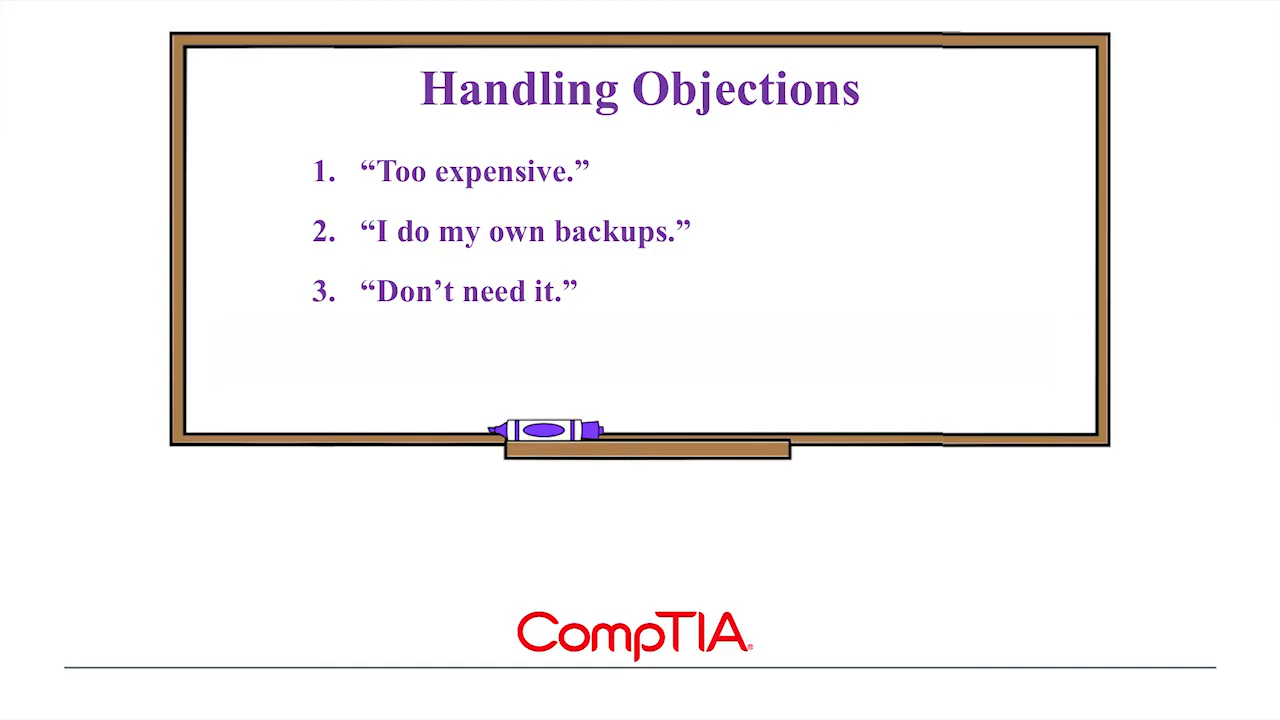 Handling Objections
1. “Too expensive.”
2. “I do my own backups.”
3. “Don’t need it.”
CompTIA®